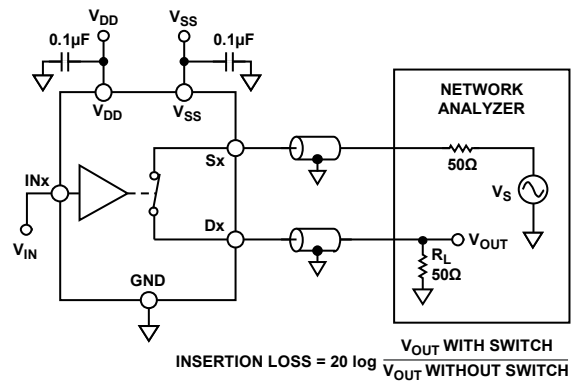 VDD
VSS
0.1µF
0.1µF
VDD
VSS
NETWORK
ANALYZER
Sx
50Ω
INx
VS
Dx
VOUT
VIN
RL
50Ω
GND
INSERTION LOSS = 20 log VOUT WITH SWITCH
VOUT WITHOUT SWITCH